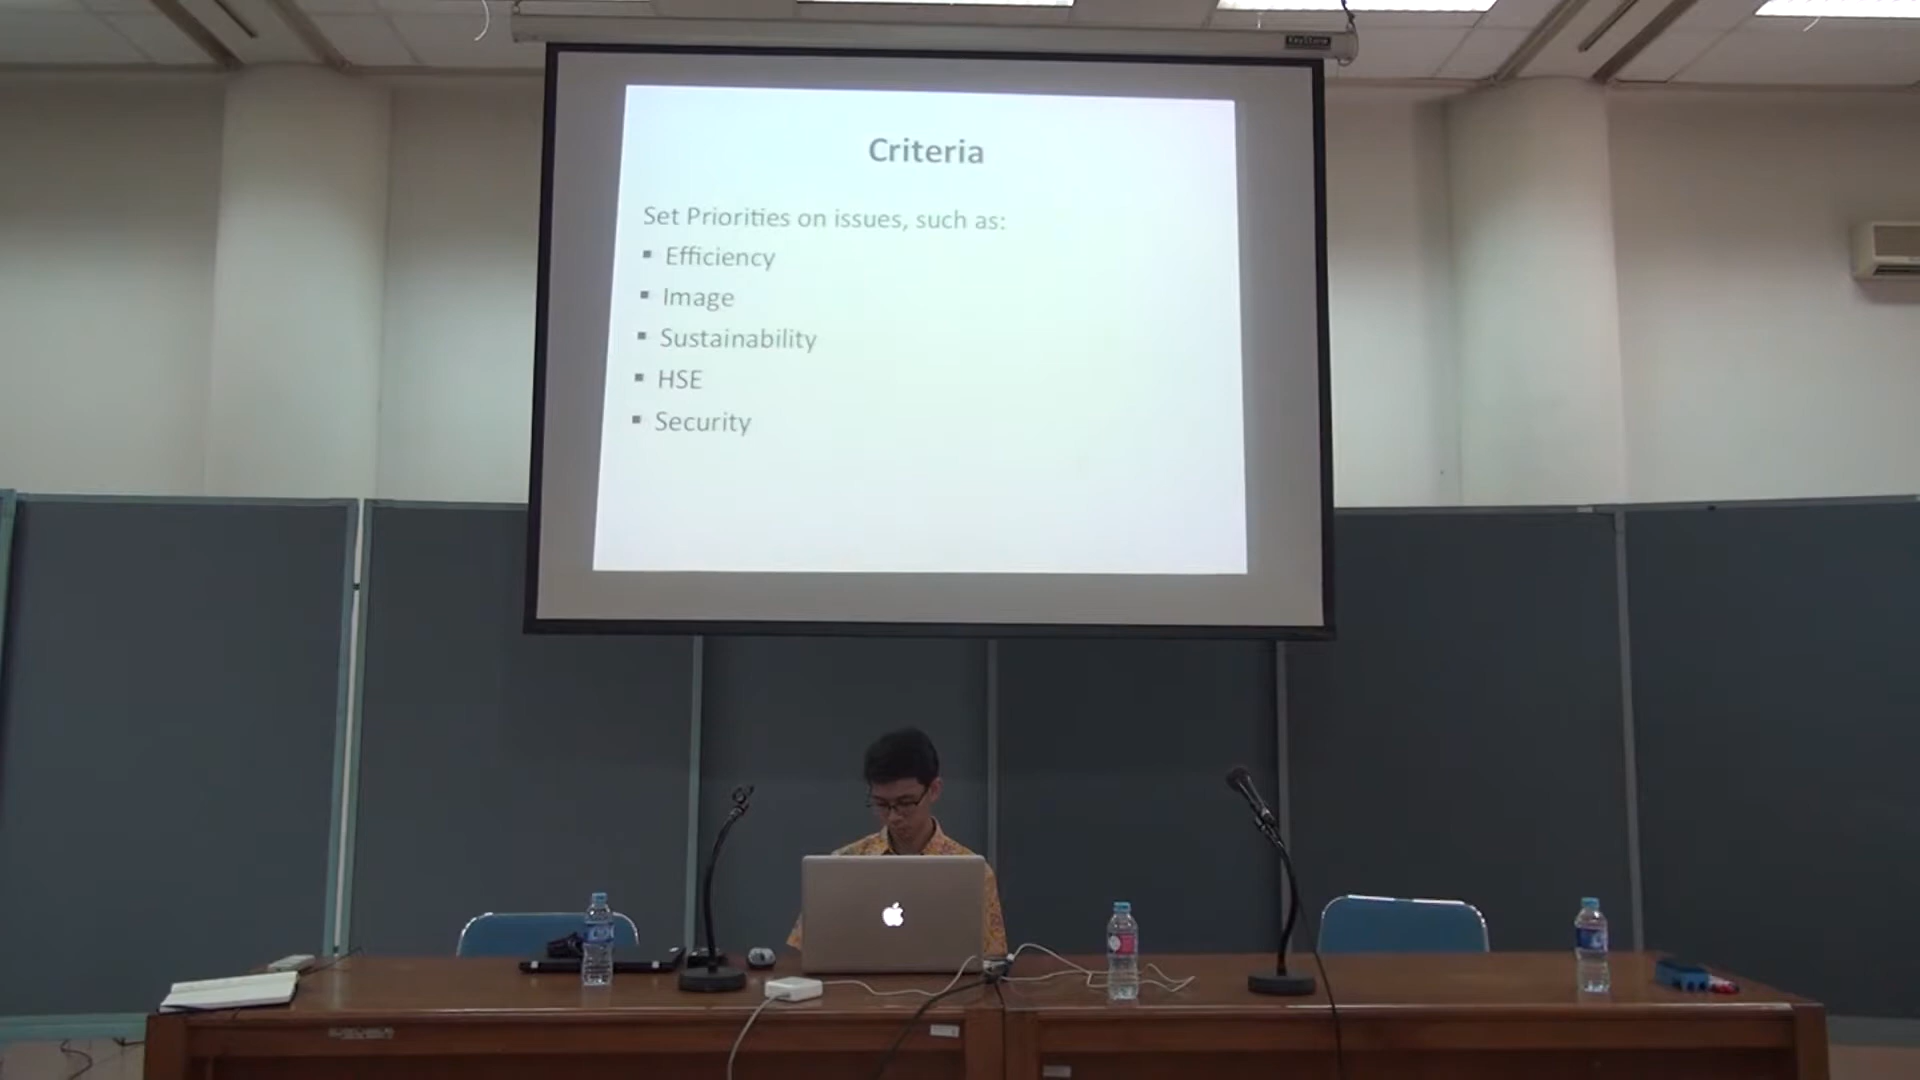 Criteria
Set Priorities on issues, such as:
▪ Efficiency
▪ Image
▪ Sustainability
▪ HSE
▪ Security